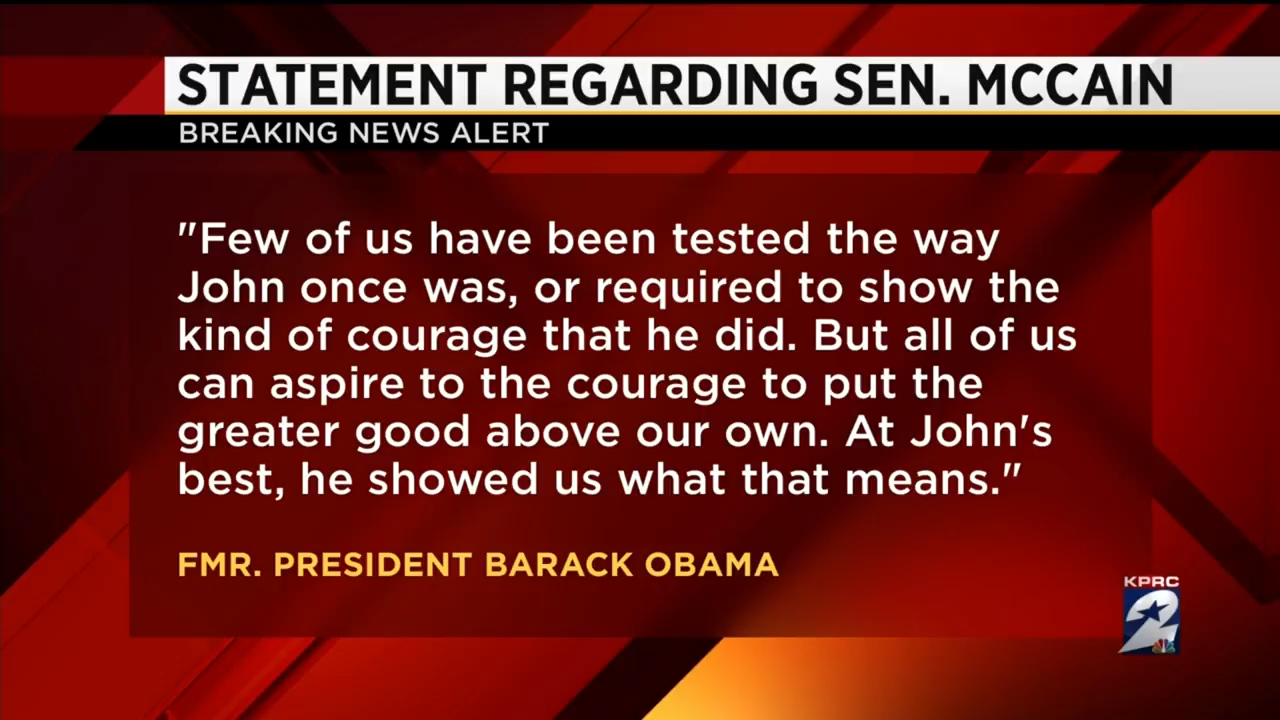 STATEMENT REGARDING SEN. MCCAIN
BREAKING NEWS ALERT
"Few of us have been tested the way
John once was, or required to show the
kind of courage that he did. But all of us
can aspire to the courage to put the
greater good above our own. At John's
best, he showed us what that means."
FMR. PRESIDENT BARACK OBAMA
KPRC
2